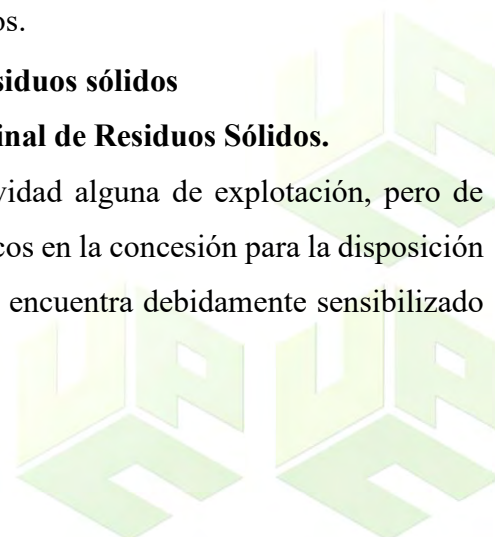 os.
siduos sólidos
inal de Residuos Sólidos.
vidad alguna de explotación, pero de
cos en la concesión para la disposición
encuentra debidamente sensibilizado